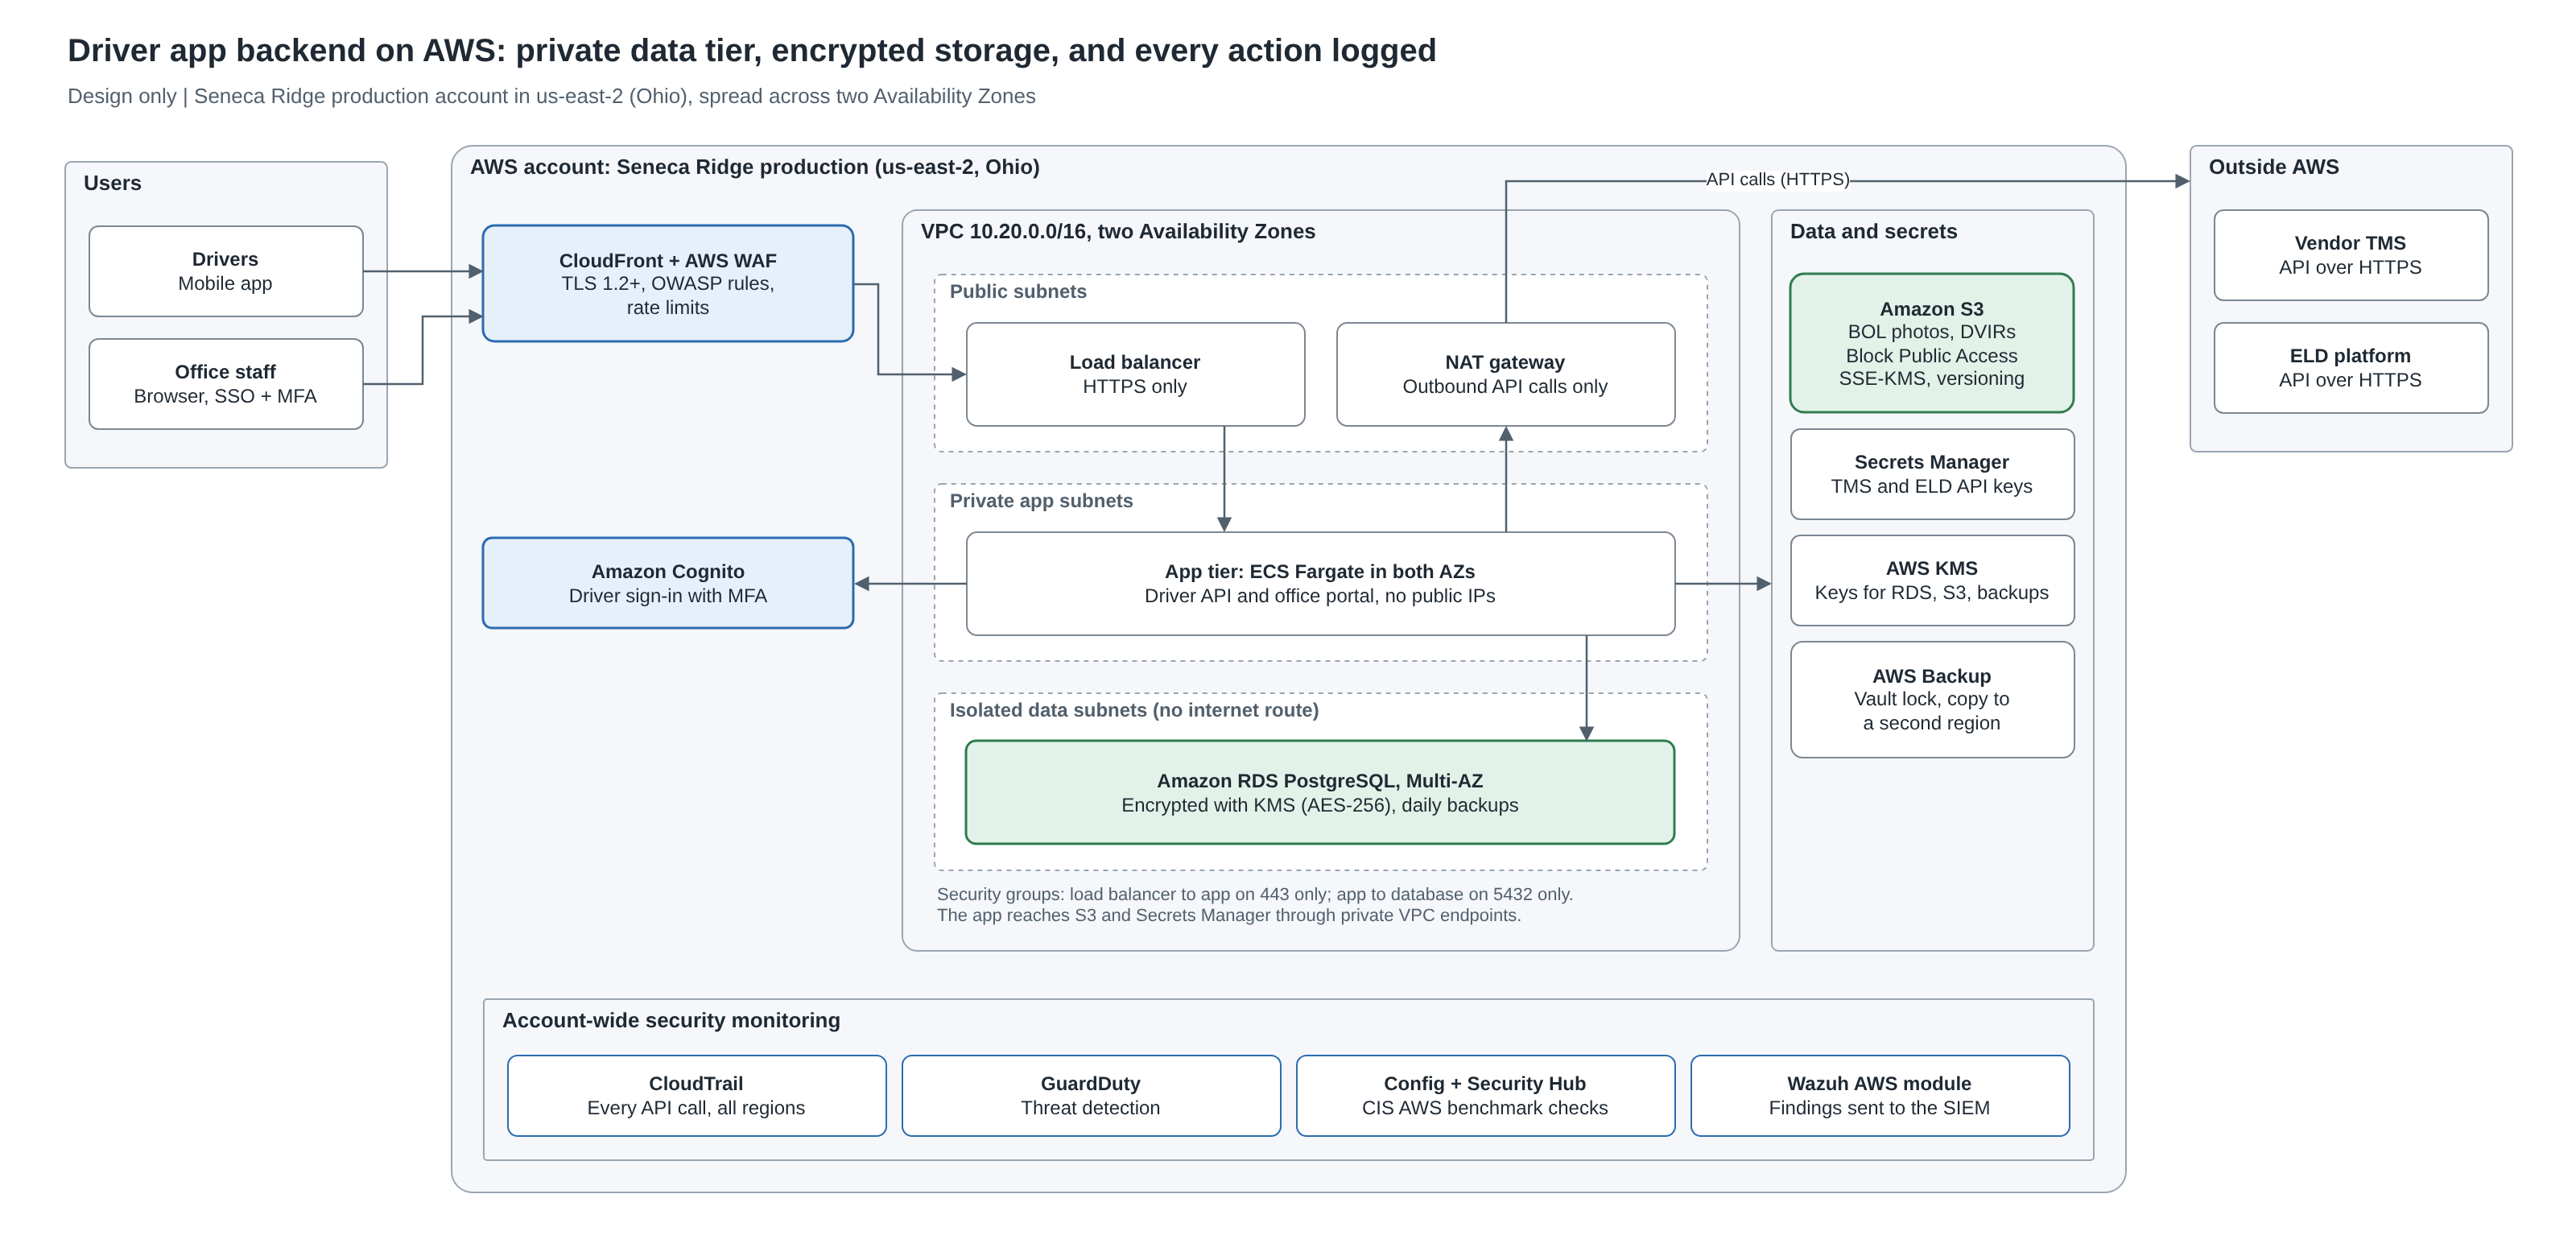 Driver app backend on AWS: private data tier, encrypted storage, and every action logged
Design only | Seneca Ridge production account in us-east-2 (Ohio), spread across two Availability Zones
Users
Drivers
Mobile app
Office staff
Browser, SSO + MFA
AWS account: Seneca Ridge production (us-east-2, Ohio)
CloudFront + AWS WAF
TLS 1.2+, OWASP rules,
rate limits
Amazon Cognito
Driver sign-in with MFA
VPC 10.20.0.0/16, two Availability Zones
Public subnets
Load balancer
HTTPS only
NAT gateway
Outbound API calls only
API calls (HTTPS)
Private app subnets
App tier: ECS Fargate in both AZs
Driver API and office portal, no public IPs
Isolated data subnets (no internet route)
Amazon RDS PostgreSQL, Multi-AZ
Encrypted with KMS (AES-256), daily backups
Security groups: load balancer to app on 443 only; app to database on 5432 only.
The app reaches S3 and Secrets Manager through private VPC endpoints.
Data and secrets
Amazon S3
BOL photos, DVIRs
Block Public Access
SSE-KMS, versioning
Secrets Manager
TMS and ELD API keys
AWS KMS
Keys for RDS, S3, backups
AWS Backup
Vault lock, copy to
a second region
Outside AWS
Vendor TMS
API over HTTPS
ELD platform
API over HTTPS
Account-wide security monitoring
CloudTrail
Every API call, all regions
GuardDuty
Threat detection
Config + Security Hub
CIS AWS benchmark checks
Wazuh AWS module
Findings sent to the SIEM